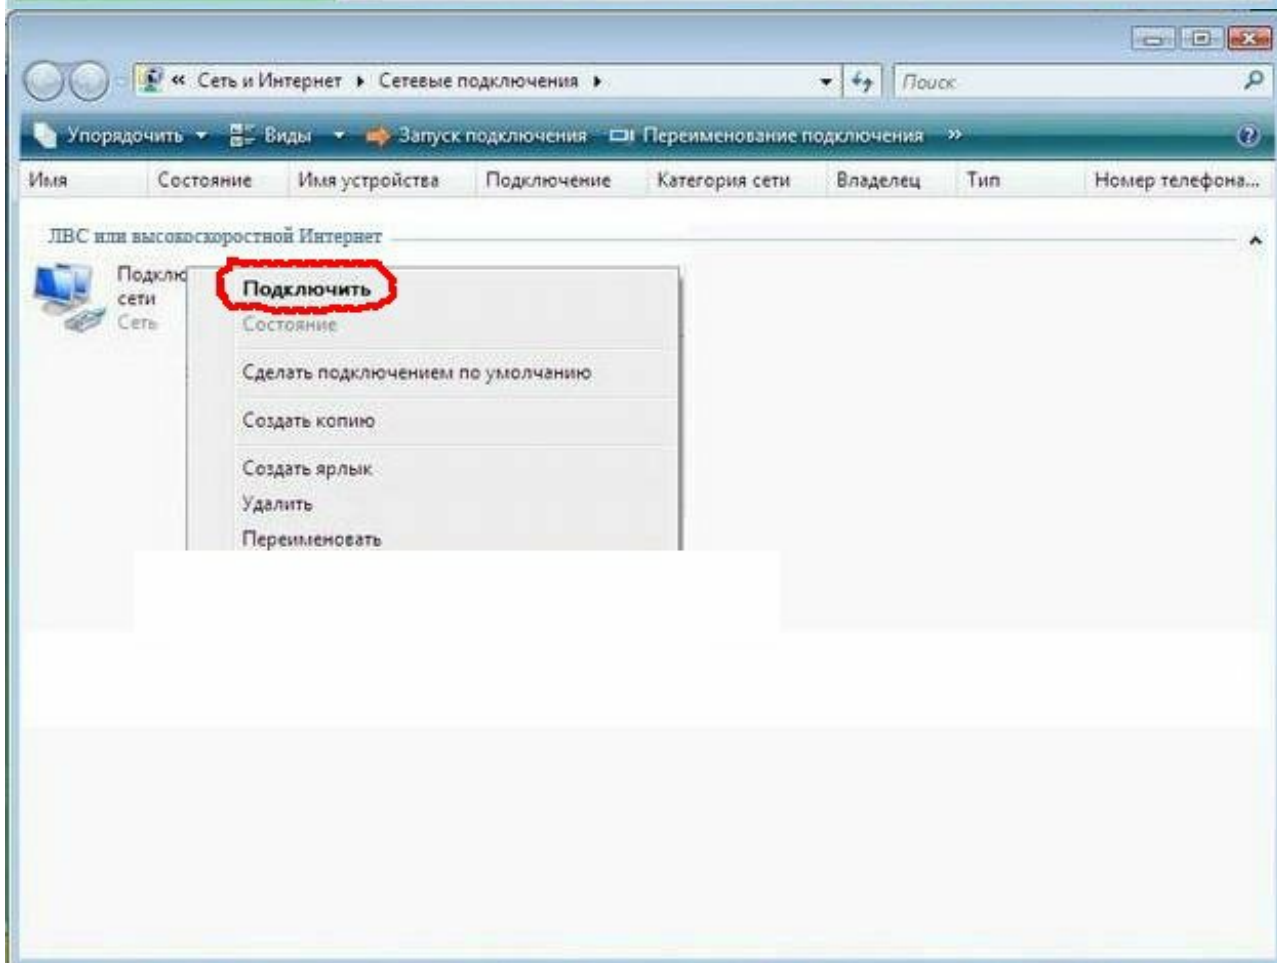 « Сеть и Интернет Сетевые подключения
Поиск
Упорядочить Виды Запуск подключения Переименование подключения »
Имя Состояние Имя устройства Подключение Категория сети Владелец Тип Номер телефона...
ЛВС или высокоскоростной Интернет
Подклю
сети
Сеть
Подключить
Состояние
Сделать подключением по умолчанию
Создать копию
Создать ярлык
Удалить
Переименовать